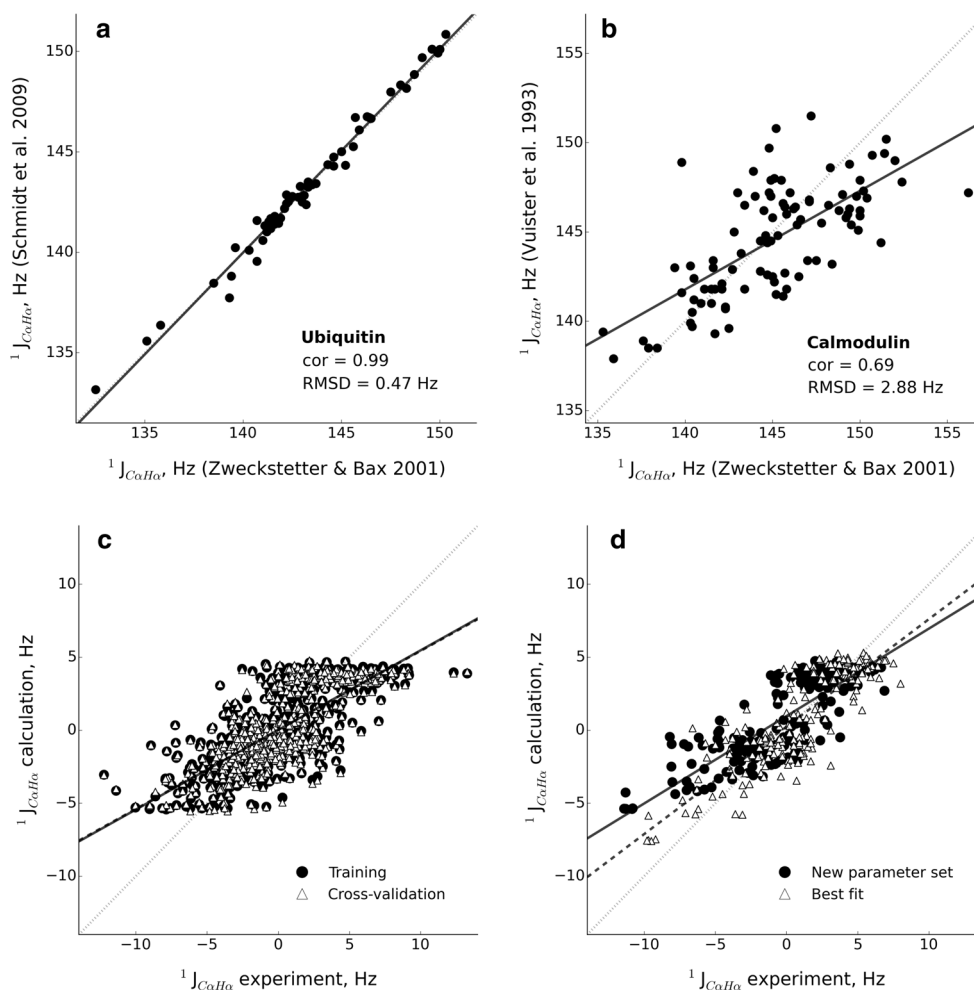 a
150
145
140
135
¹ J_CαHα, Hz (Schmidt et al. 2009)
Ubiquitin
cor = 0.99
RMSD = 0.47 Hz
135 140 145 150
¹ J_CαHα, Hz (Zweckstetter & Bax 2001)
b
155
150
145
140
135
¹ J_CαHα, Hz (Vuister et al. 1993)
Calmodulin
cor = 0.69
RMSD = 2.88 Hz
135 140 145 150 155
¹ J_CαHα, Hz (Zweckstetter & Bax 2001)
c
10
5
0
−5
−10
¹ J_CαHα calculation, Hz
Training
Cross-validation
−10 −5 0 5 10
¹ J_CαHα experiment, Hz
d
10
5
0
−5
−10
¹ J_CαHα calculation, Hz
New parameter set
Best fit
−10 −5 0 5 10
¹ J_CαHα experiment, Hz